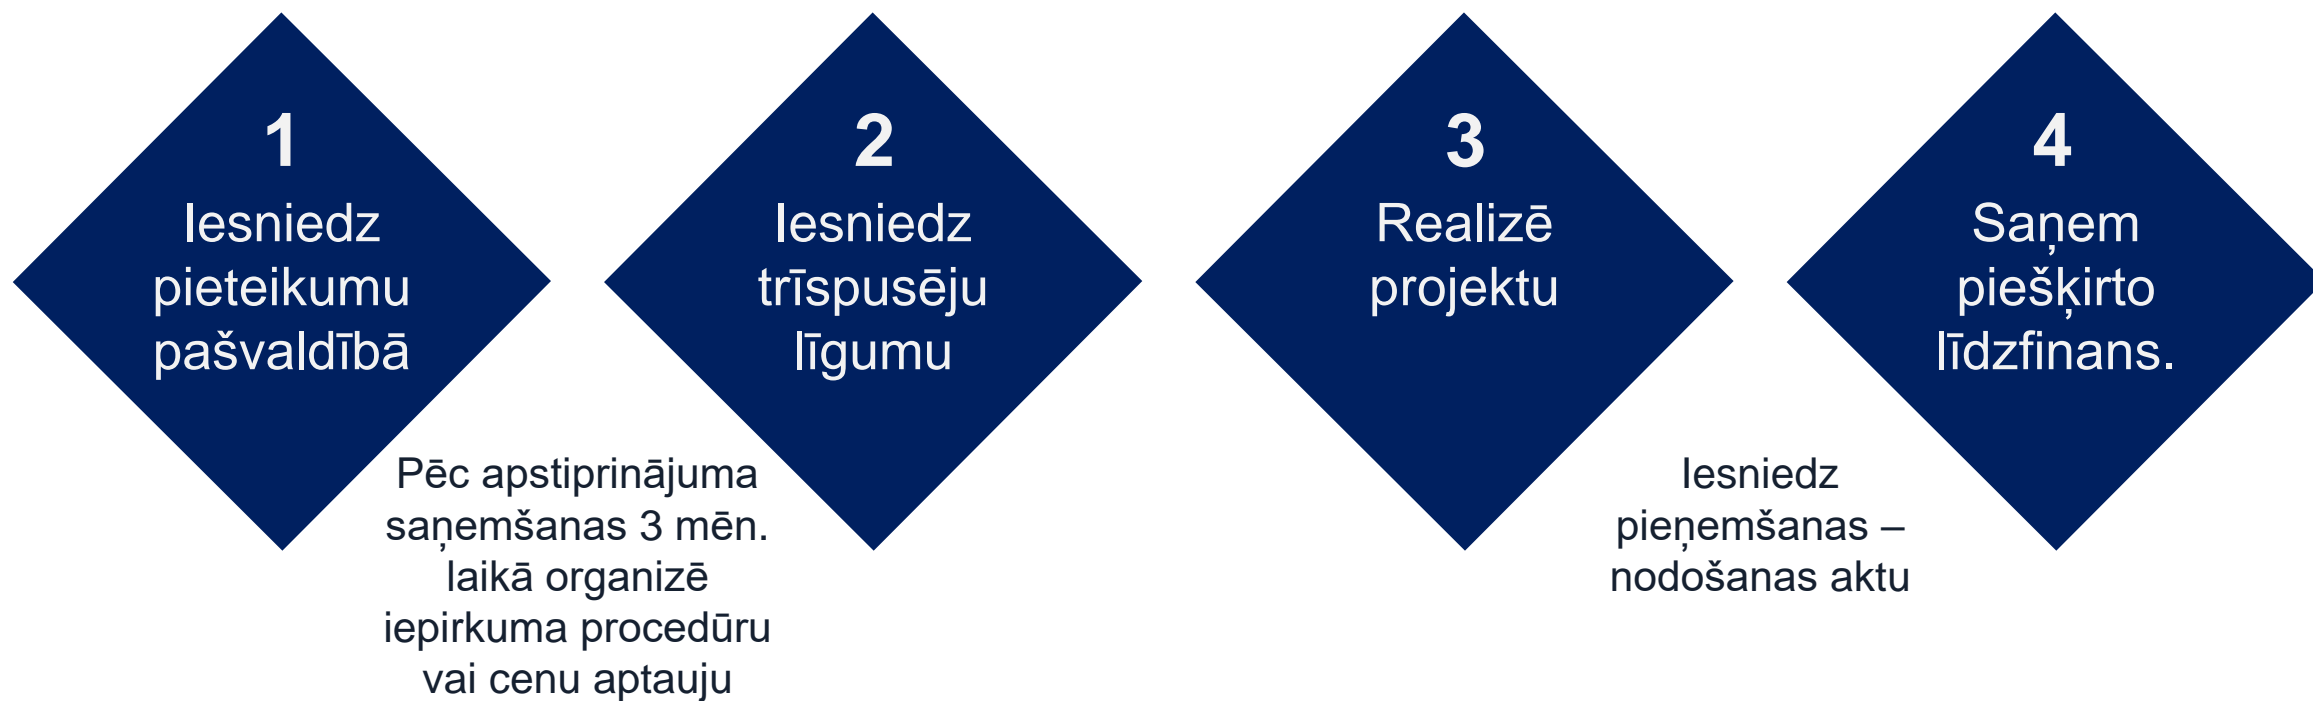 1
Iesniedz
pieteikumu
pašvaldībā
Pēc apstiprinājuma
saņemšanas 3 mēn.
laikā organizē
iepirkuma procedūru
vai cenu aptauju
2
Iesniedz
trīspusēju
līgumu
3
Realizē
projektu
Iesniedz
pieņemšanas –
nodošanas aktu
4
Saņem
piešķirto
līdzfinans.